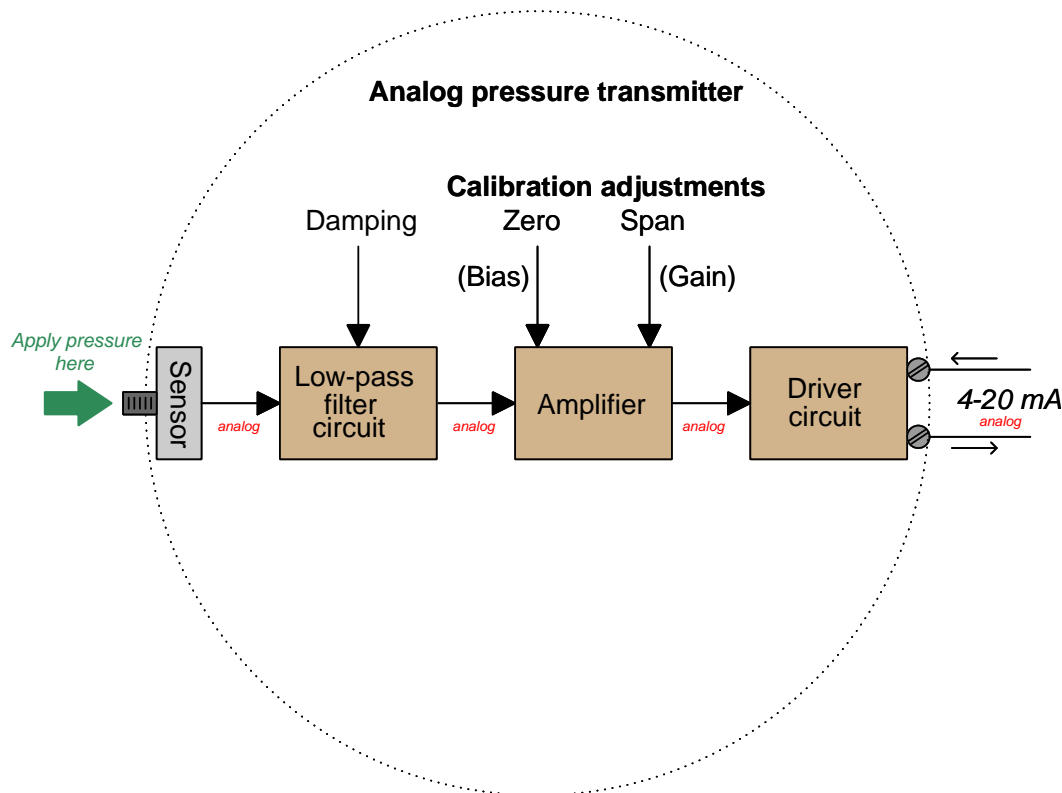 Analog pressure transmitter
Calibration adjustments
Damping
Zero
Span
(Bias)
(Gain)
Apply pressure
here
Sensor
analog
Low-pass
filter
circuit
analog
Amplifier
analog
Driver
circuit
4-20 mA
analog